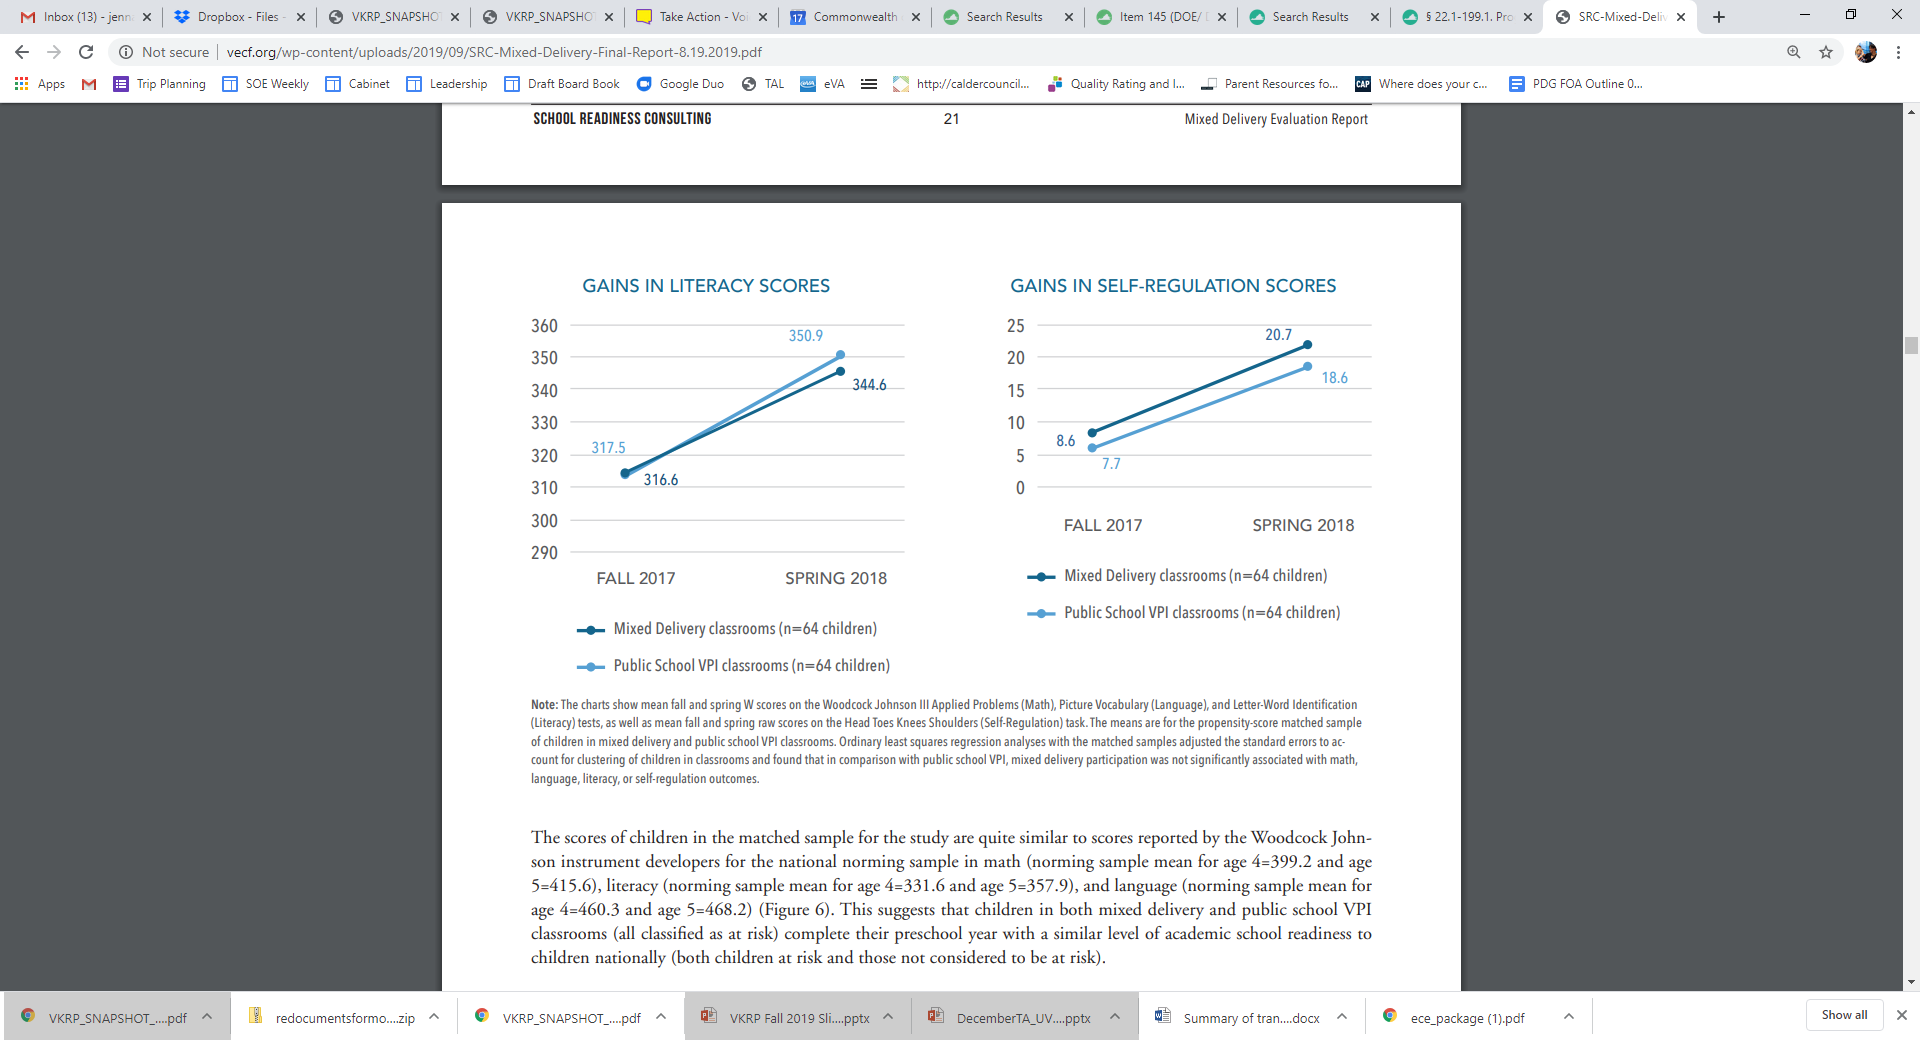 Inbox (13) - jenn
Dropbox - Files -
VKRP_SNAPSHO
VKRP_SNAPSHO
Take Action - Voi
17 Commonwealth
Search Results
Item 145 (DOE/
Search Results
§ 22.1-199.1. Pro
SRC-Mixed-Deliv
Not secure | vecf.org/wp-content/uploads/2019/09/SRC-Mixed-Delivery-Final-Report-8.19.2019.pdf
Apps
Trip Planning
SOE Weekly
Cabinet
Leadership
Draft Board Book
Google Duo
TAL
eVA
http://caldercouncil...
Quality Rating and I...
Parent Resources fo...
CAP Where does your c...
PDG FOA Outline 0...
SCHOOL READINESS CONSULTING 21 Mixed Delivery Evaluation Report
GAINS IN LITERACY SCORES
360
350
340
330
320
310
300
290
350.9
344.6
317.5
316.6
FALL 2017 SPRING 2018
Mixed Delivery classrooms (n=64 children)
Public School VPI classrooms (n=64 children)
GAINS IN SELF-REGULATION SCORES
25
20
15
10
5
0
20.7
18.6
8.6
7.7
FALL 2017 SPRING 2018
Mixed Delivery classrooms (n=64 children)
Public School VPI classrooms (n=64 children)
Note: The charts show mean fall and spring W scores on the Woodcock Johnson III Applied Problems (Math), Picture Vocabulary (Language), and Letter-Word Identification
(Literacy) tests, as well as mean fall and spring raw scores on the Head Toes Knees Shoulders (Self-Regulation) task. The means are for the propensity-score matched sample
of children in mixed delivery and public school VPI classrooms. Ordinary least squares regression analyses with the matched samples adjusted the standard errors to ac-
count for clustering of children in classrooms and found that in comparison with public school VPI, mixed delivery participation was not significantly associated with math,
language, literacy, or self-regulation outcomes.
The scores of children in the matched sample for the study are quite similar to scores reported by the Woodcock John-
son instrument developers for the national norming sample in math (norming sample mean for age 4=399.2 and age
5=415.6), literacy (norming sample mean for age 4=331.6 and age 5=357.9), and language (norming sample mean for
age 4=460.3 and age 5=468.2) (Figure 6). This suggests that children in both mixed delivery and public school VPI
classrooms (all classified as at risk) complete their preschool year with a similar level of academic school readiness to
children nationally (both children at risk and those not considered to be at risk).
VKRP_SNAPSHOT_....pdf
redocumentsformo....zip
VKRP_SNAPSHOT_....pdf
VKRP Fall 2019 Sli....pptx
DecemberTA_UV....pptx
Summary of tran....docx
ece_package (1).pdf
Show all